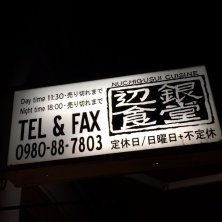 NUCHIGUSUI CUISINE
Day time 11:30-売り切れまで
Night time 18:00-売り切れまで
TEL & FAX
0980-88-7803
辺銀食堂
定休日/日曜日+不定休